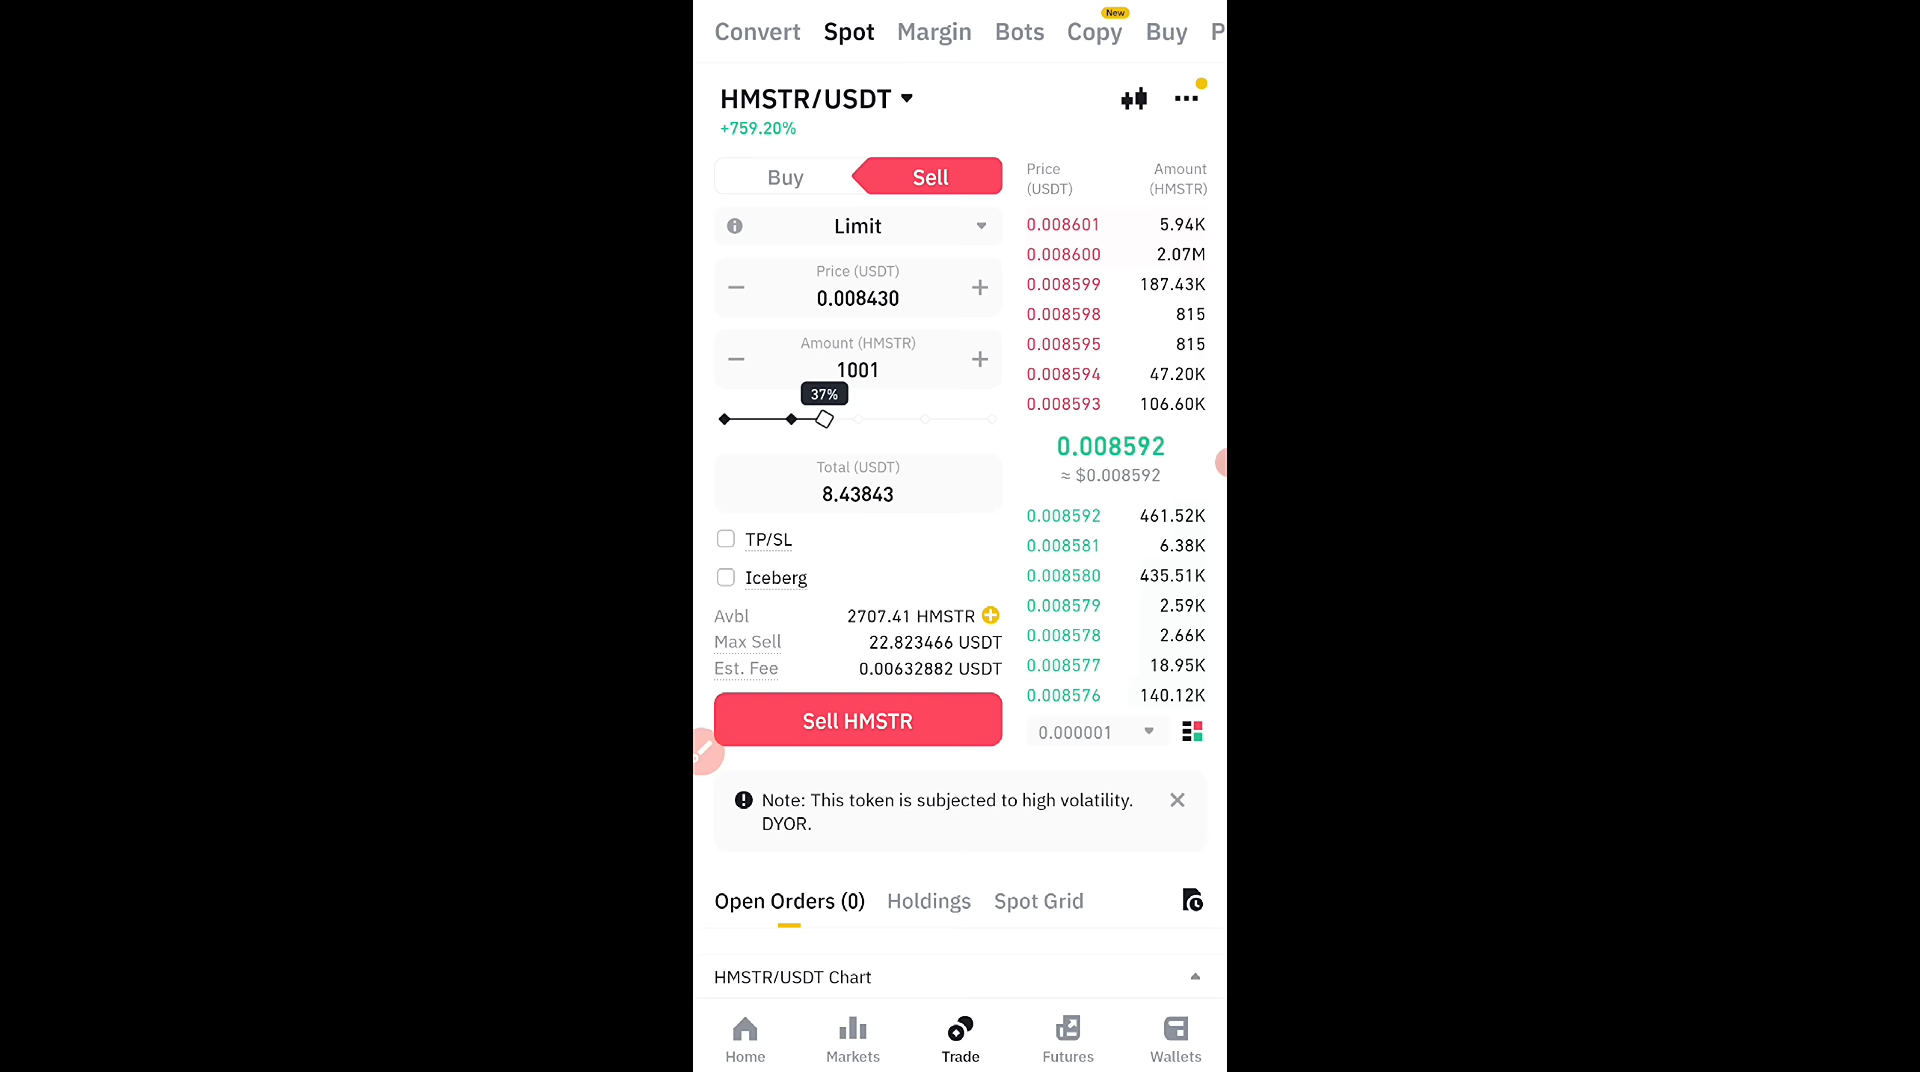 New
Convert Spot Margin Bots Copy Buy P
HMSTR/USDT
+759.20%
Buy Sell
Limit
Price (USDT)
0.008430
Amount (HMSTR)
1001
37%
Total (USDT)
8.43843
TP/SL
Iceberg
Avbl 2707.41 HMSTR
Max Sell 22.823466 USDT
Est. Fee 0.00632882 USDT
Sell HMSTR
Price Amount
(USDT) (HMSTR)
0.008601 5.94K
0.008600 2.07M
0.008599 187.43K
0.008598 815
0.008595 815
0.008594 47.20K
0.008593 106.60K
0.008592
≈ $0.008592
0.008592 461.52K
0.008581 6.38K
0.008580 435.51K
0.008579 2.59K
0.008578 2.66K
0.008577 18.95K
0.008576 140.12K
0.000001
Note: This token is subjected to high volatility.
DYOR.
Open Orders (0) Holdings Spot Grid
HMSTR/USDT Chart
Home Markets Trade Futures Wallets